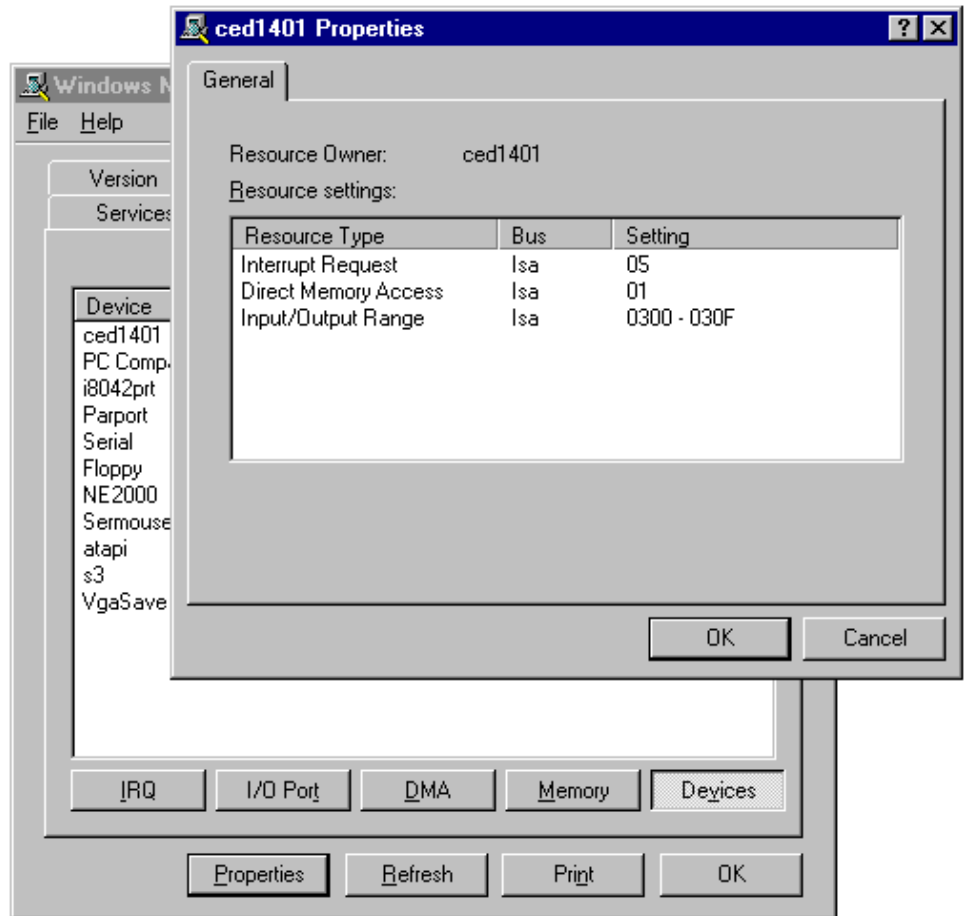 ced1401 Properties
General
Resource Owner: ced1401
Resource settings:
Resource Type Bus Setting
Interrupt Request Isa 05
Direct Memory Access Isa 01
Input/Output Range Isa 0300 - 030F
OK Cancel
Windows N
File Help
Version
Services
Device
ced1401
PC Compa
i8042prt
Parport
Serial
Floppy
NE2000
Sermouse
atapi
s3
VgaSave
IRQ I/O Port DMA Memory Devices
Properties Refresh Print OK